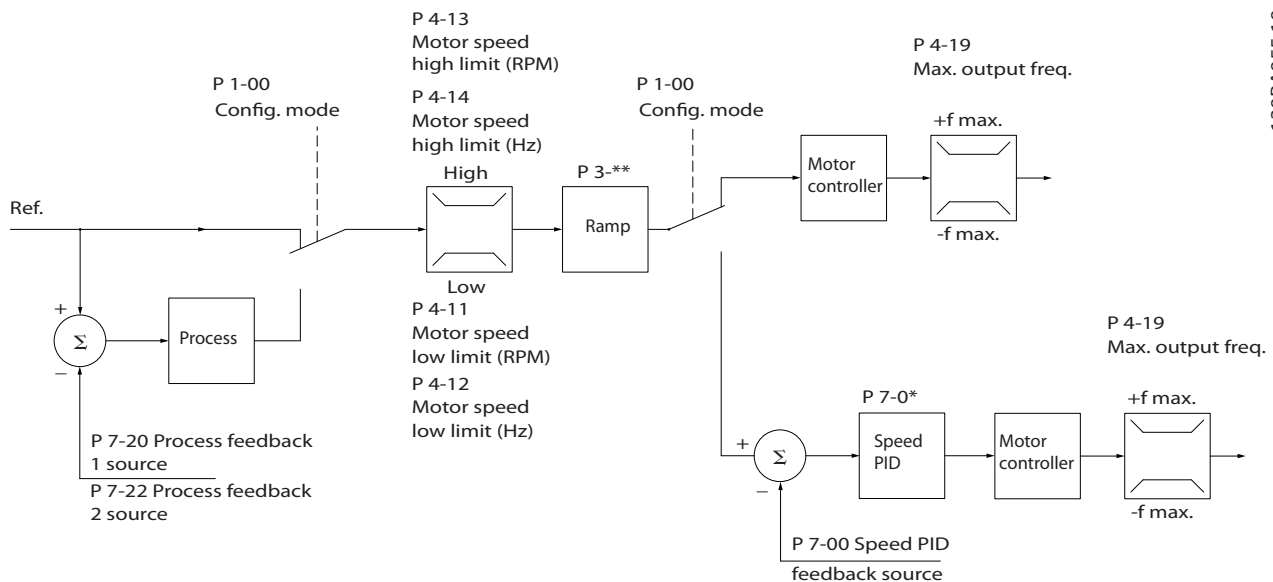 P 4-13
Motor speed
high limit (RPM)
P 4-14
Motor speed
high limit (Hz)
High
P 1-00
Config. mode
P 3-**
Ramp
P 1-00
Config. mode
P 4-19
Max. output freq.
Motor
controller
+f max.
-f max.
Ref.
+
Σ
−
Process
Low
P 4-11
Motor speed
low limit (RPM)
P 4-12
Motor speed
low limit (Hz)
P 7-20 Process feedback
1 source
P 7-22 Process feedback
2 source
P 4-19
Max. output freq.
P 7-0*
+
Σ
−
Speed
PID
Motor
controller
+f max.
-f max.
P 7-00 Speed PID
feedback source